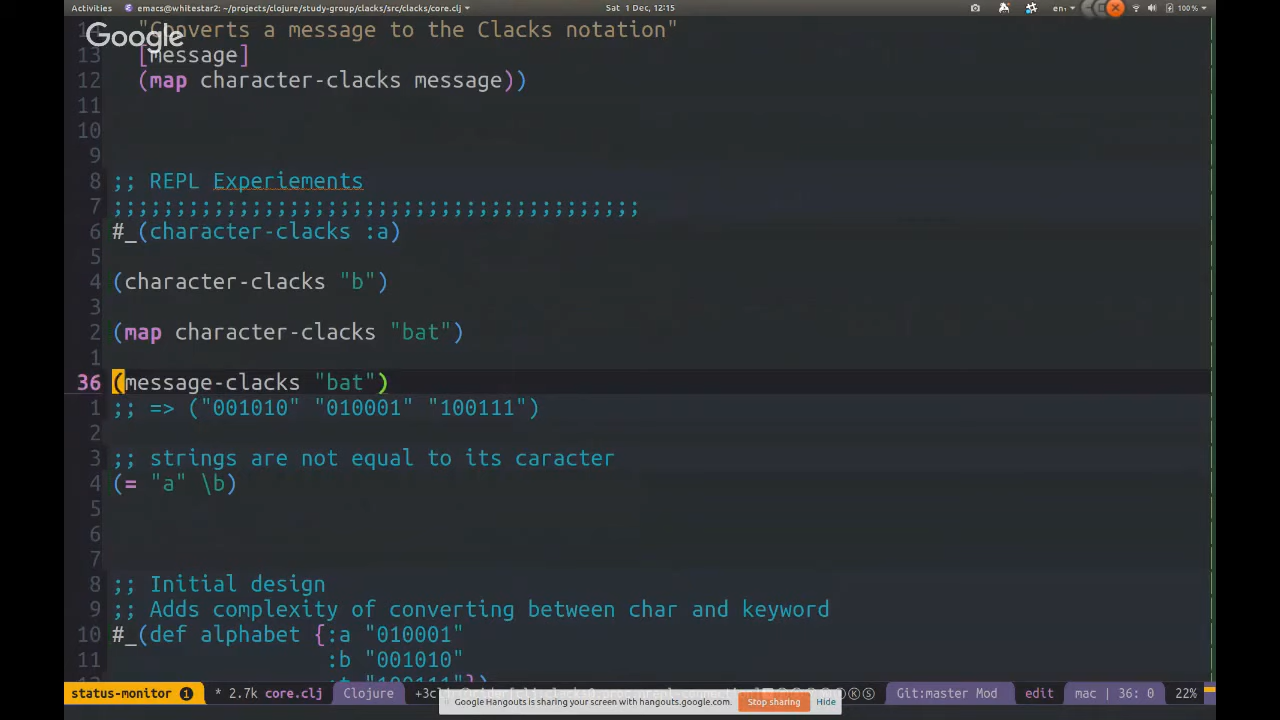 Activities emacs@whitestar2: ~/projects/clojure/study-group/clacks/src/clacks/core.clj Sat 1 Dec, 12:15 en₁ 100%
14 "Converts a message to the Clacks notation"
Google
13 [message]
12 (map character-clacks message))
11
10
9
8 ;; REPL Experiements
7 ;;;;;;;;;;;;;;;;;;;;;;;;;;;;;;;;;;;;;;;;;;
6 #_(character-clacks :a)
5
4 (character-clacks "b")
3
2 (map character-clacks "bat")
1
36 (message-clacks "bat")
1 ;; => ("001010" "010001" "100111")
2
3 ;; strings are not equal to its caracter
4 (= "a" \b)
5
6
7
8 ;; Initial design
9 ;; Adds complexity of converting between char and keyword
10 #_(def alphabet {:a "010001"
11 :b "001010"
:t "100111"})
status-monitor 1 * 2.7k core.clj Clojure Git:master Mod edit mac | 36: 0 22%
Google Hangouts is sharing your screen with hangouts.google.com. Stop sharing Hide